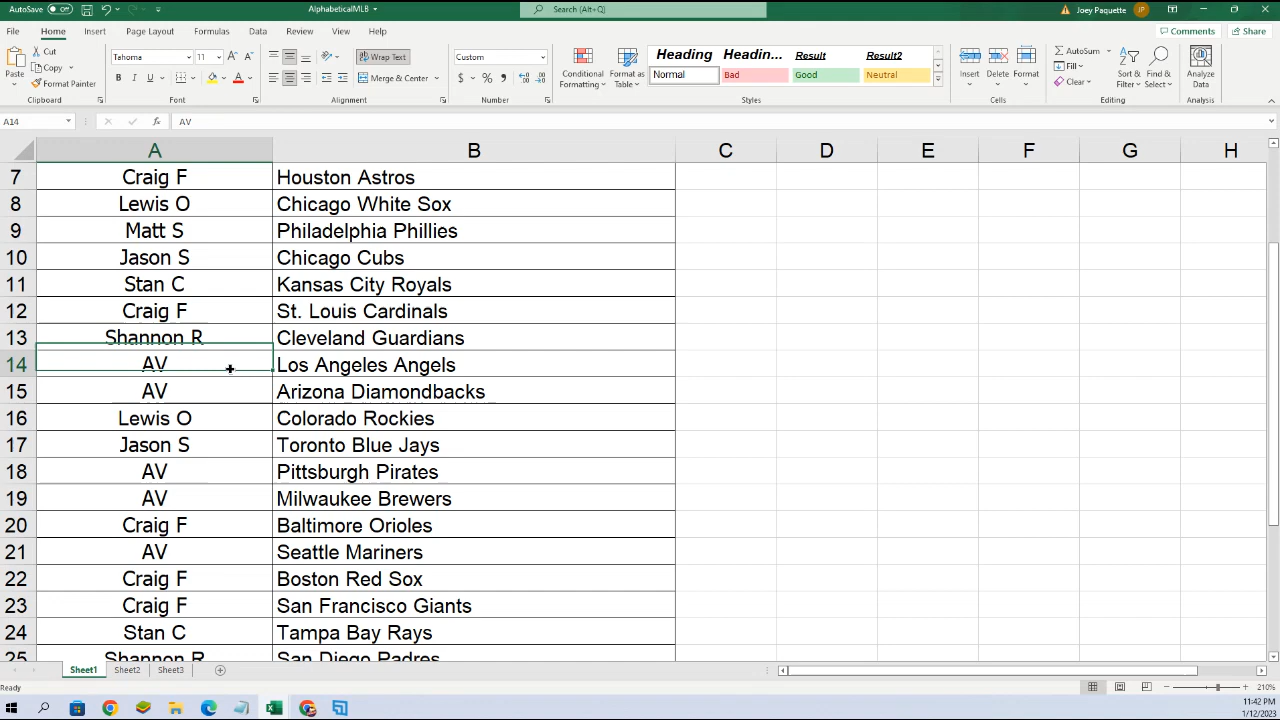 AutoSave Off AlphabeticalMLB Search (Alt+Q) Joey Paquette JP
File Home Insert Page Layout Formulas Data Review View Help Comments Share
Paste Cut Copy Format Painter Clipboard
Tahoma 11 B I U A Font
Wrap Text Merge & Center Alignment
Custom $ % Number
Conditional Formatting Format as Table
Heading Headin... Result Result2
Normal Bad Good Neutral
Styles
Insert Delete Format Cells
AutoSum Fill Clear Sort & Filter Find & Select Editing
Analyze Data Analysis
A14 fx AV
A B C D E F G H
7 Craig F Houston Astros
8 Lewis O Chicago White Sox
9 Matt S Philadelphia Phillies
10 Jason S Chicago Cubs
11 Stan C Kansas City Royals
12 Craig F St. Louis Cardinals
13 Shannon R Cleveland Guardians
14 AV Los Angeles Angels
15 AV Arizona Diamondbacks
16 Lewis O Colorado Rockies
17 Jason S Toronto Blue Jays
18 AV Pittsburgh Pirates
19 AV Milwaukee Brewers
20 Craig F Baltimore Orioles
21 AV Seattle Mariners
22 Craig F Boston Red Sox
23 Craig F San Francisco Giants
24 Stan C Tampa Bay Rays
25 Shannon R San Diego Padres
Sheet1 Sheet2 Sheet3
Ready 210%
11:42 PM
1/12/2023